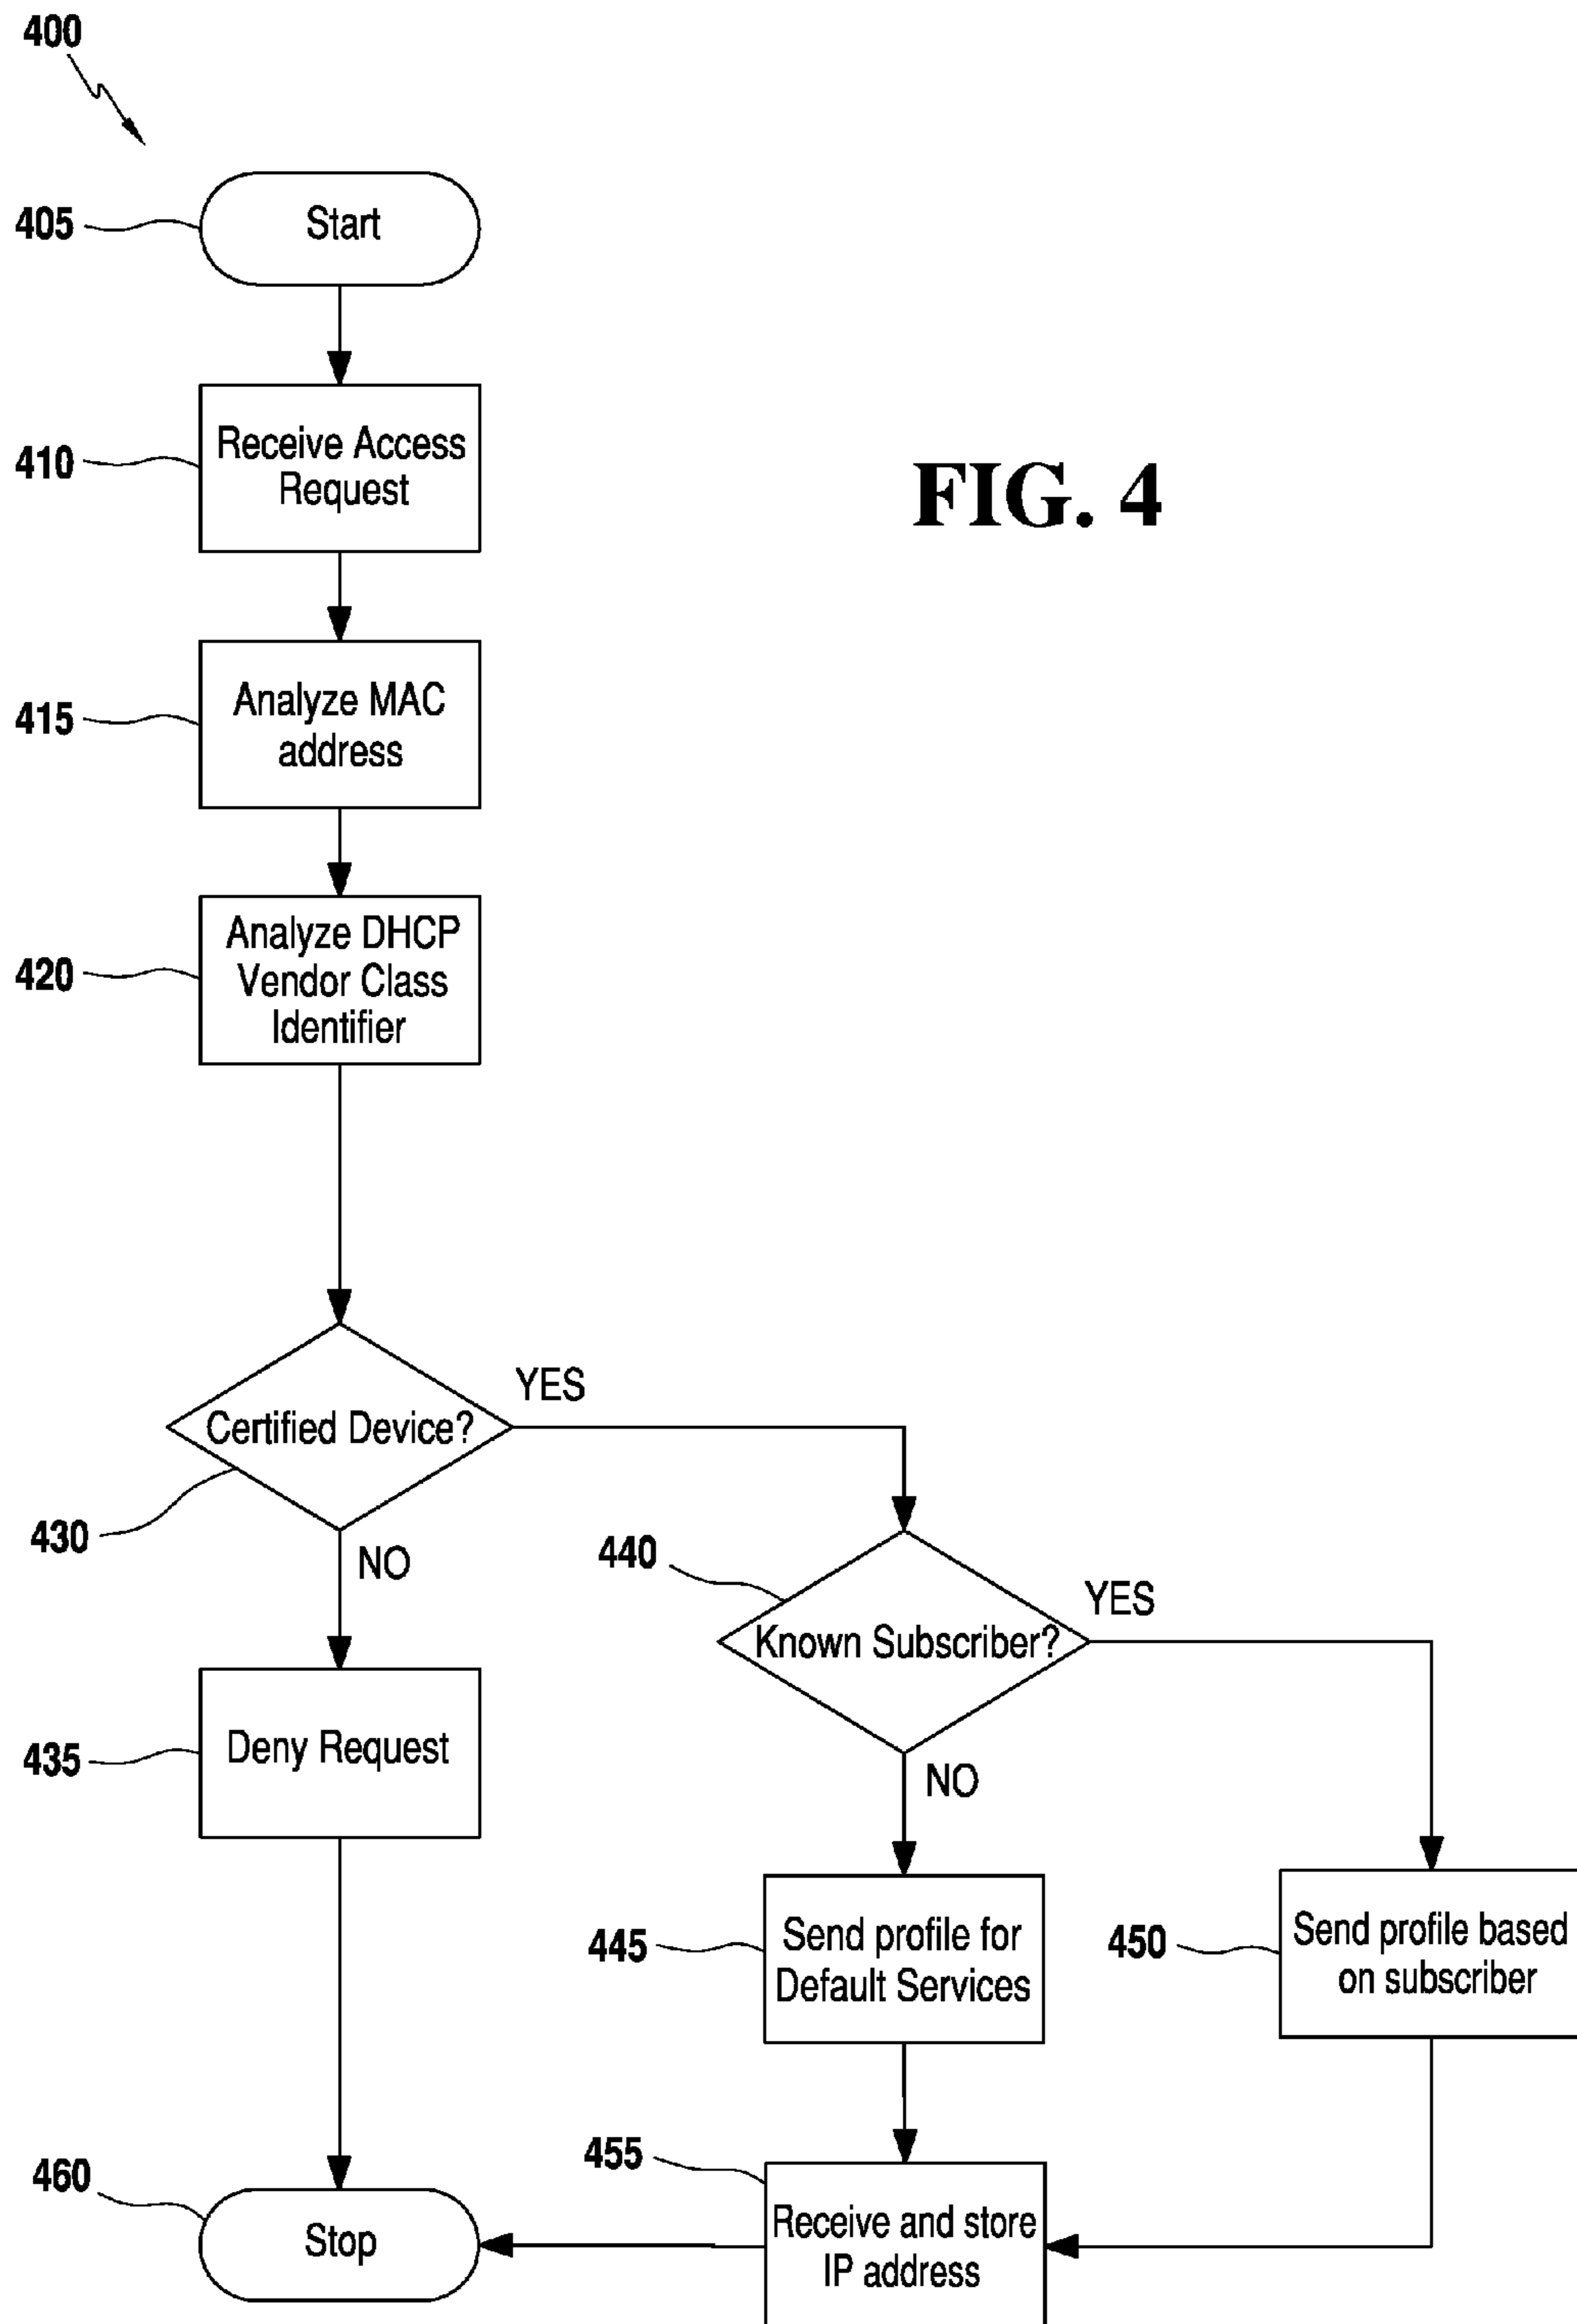 400
405
Start
410
Receive Access
Request
FIG. 4
415
Analyze MAC
address
420
Analyze DHCP
Vendor Class
Identifier
430
Certified Device?
YES
NO
440
Known Subscriber?
YES
NO
435
Deny Request
445
Send profile for
Default Services
450
Send profile based
on subscriber
455
Receive and store
IP address
460
Stop